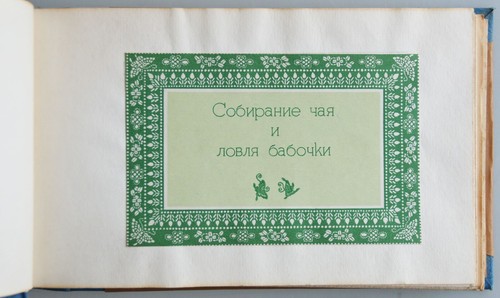 Собирание чая
и
ловля бабочки